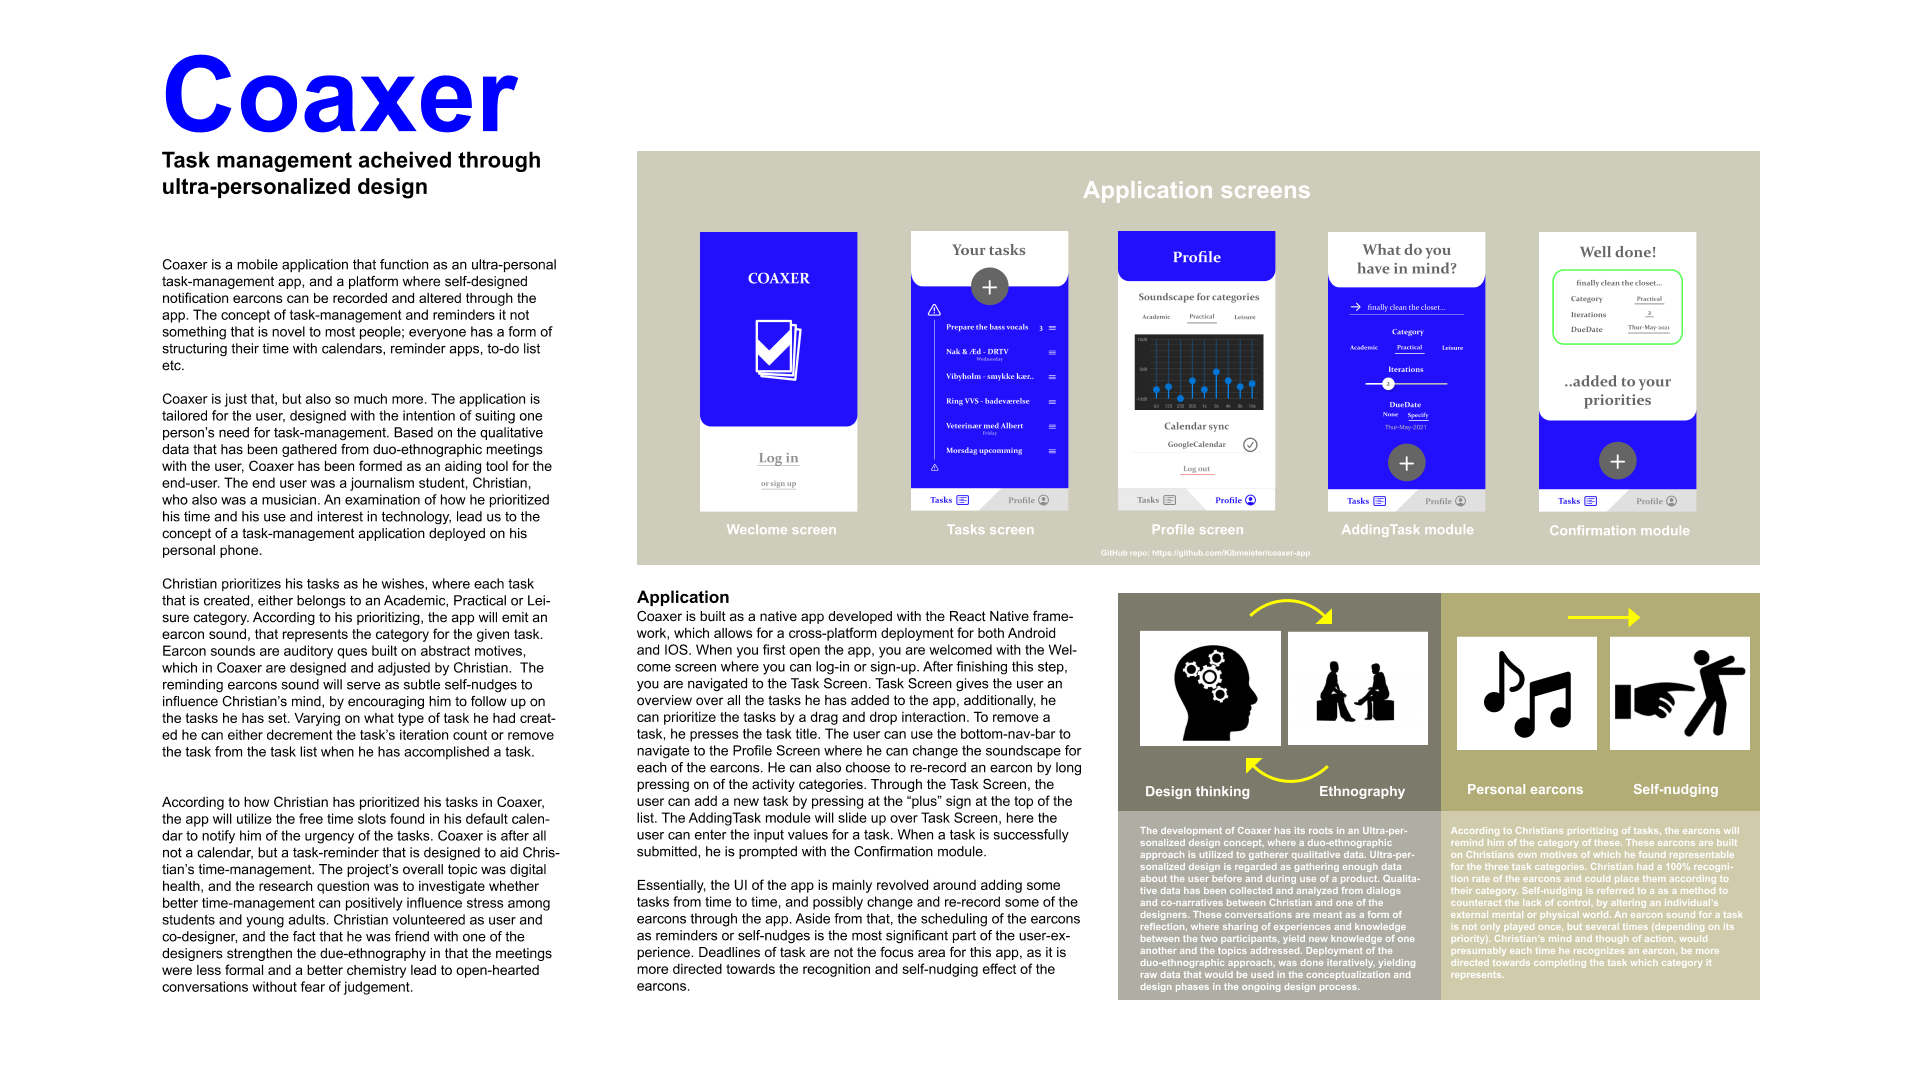 Coaxer
Task management acheived through
ultra-personalized design
Coaxer is a mobile application that function as an ultra-personal
task-management app, and a platform where self-designed
notification earcons can be recorded and altered through the
app. The concept of task-management and reminders it not
something that is novel to most people; everyone has a form of
structuring their time with calendars, reminder apps, to-do list
etc.
Coaxer is just that, but also so much more. The application is
tailored for the user, designed with the intention of suiting one
person's need for task-management. Based on the qualitative
data that has been gathered from duo-ethnographic meetings
with the user, Coaxer has been formed as an aiding tool for the
end-user. The end user was a journalism student, Christian,
who also was a musician. An examination of how he prioritized
his time and his use and interest in technology, lead us to the
concept of a task-management application deployed on his
personal phone.
Christian prioritizes his tasks as he wishes, where each task
that is created, either belongs to an Academic, Practical or Lei-
sure category. According to his prioritizing, the app will emit an
earcon sound, that represents the category for the given task.
Earcon sounds are auditory ques built on abstract motives,
which in Coaxer are designed and adjusted by Christian.  The
reminding earcons sound will serve as subtle self-nudges to
influence Christian's mind, by encouraging him to follow up on
the tasks he has set. Varying on what type of task he had creat-
ed he can either decrement the task's iteration count or remove
the task from the task list when he has accomplished a task.
According to how Christian has prioritized his tasks in Coaxer,
the app will utilize the free time slots found in his default calen-
dar to notify him of the urgency of the tasks. Coaxer is after all
not a calendar, but a task-reminder that is designed to aid Chris-
tian's time-management. The project's overall topic was digital
health, and the research question was to investigate whether
better time-management can positively influence stress among
students and young adults. Christian volunteered as user and
co-designer, and the fact that he was friend with one of the
designers strengthen the due-ethnography in that the meetings
were less formal and a better chemistry lead to open-hearted
conversations without fear of judgement.
Application screens
COAXER
Log in
or sign up
Weclome screen
Your tasks
Prepare the bass vocals 3
Nak & Æd - DRTV
Wednesday
Vibyholm - smykke kær..
Ring VVS - badeværelse
Veterinær med Albert
Friday
Morsdag upcomming
Tasks Profile
Tasks screen
Profile
Soundscape for categories
Academic Practical Leisure
Calendar sync
GoogleCalendar
Log out
Tasks Profile
Profile screen
What do you
have in mind?
finally clean the closet...
Category
Academic Practical Leisure
Iterations
2
DueDate
None Specify
Thur-May-2021
Tasks Profile
AddingTask module
Well done!
finally clean the closet...
Category Practical
Iterations 2
DueDate Thur-May-2021
..added to your
priorities
Tasks Profile
Confirmation module
GitHub repo: https://github.com/Kibmeister/coaxer-app
Application
Coaxer is built as a native app developed with the React Native frame-
work, which allows for a cross-platform deployment for both Android
and IOS. When you first open the app, you are welcomed with the Wel-
come screen where you can log-in or sign-up. After finishing this step,
you are navigated to the Task Screen. Task Screen gives the user an
overview over all the tasks he has added to the app, additionally, he
can prioritize the tasks by a drag and drop interaction. To remove a
task, he presses the task title. The user can use the bottom-nav-bar to
navigate to the Profile Screen where he can change the soundscape for
each of the earcons. He can also choose to re-record an earcon by long
pressing on of the activity categories. Through the Task Screen, the
user can add a new task by pressing at the “plus” sign at the top of the
list. The AddingTask module will slide up over Task Screen, here the
user can enter the input values for a task. When a task is successfully
submitted, he is prompted with the Confirmation module.
Essentially, the UI of the app is mainly revolved around adding some
tasks from time to time, and possibly change and re-record some of the
earcons through the app. Aside from that, the scheduling of the earcons
as reminders or self-nudges is the most significant part of the user-ex-
perience. Deadlines of task are not the focus area for this app, as it is
more directed towards the recognition and self-nudging effect of the
earcons.
Design thinking
Ethnography
The development of Coaxer has its roots in an Ultra-per-
sonalized design concept, where a duo-ethnographic
approach is utilized to gatherer qualitative data. Ultra-per-
sonalized design is regarded as gathering enough data
about the user before and during use of a product. Qualita-
tive data has been collected and analyzed from dialogs
and co-narratives between Christian and one of the
designers. These conversations are meant as a form of
reflection, where sharing of experiences and knowledge
between the two participants, yield new knowledge of one
another and the topics addressed. Deployment of the
duo-ethnographic approach, was done iteratively, yielding
raw data that would be used in the conceptualization and
design phases in the ongoing design process.
Personal earcons
Self-nudging
According to Christians prioritizing of tasks, the earcons will
remind him of the category of these. These earcons are built
on Christians own motives of which he found representable
for the three task categories. Christian had a 100% recogni-
tion rate of the earcons and could place them according to
their category. Self-nudging is referred to a as a method to
counteract the lack of control, by altering an individual's
external mental or physical world. An earcon sound for a task
is not only played once, but several times (depending on its
priority). Christian's mind and though of action, would
presumably each time he recognizes an earcon, be more
directed towards completing the task which category it
represents.